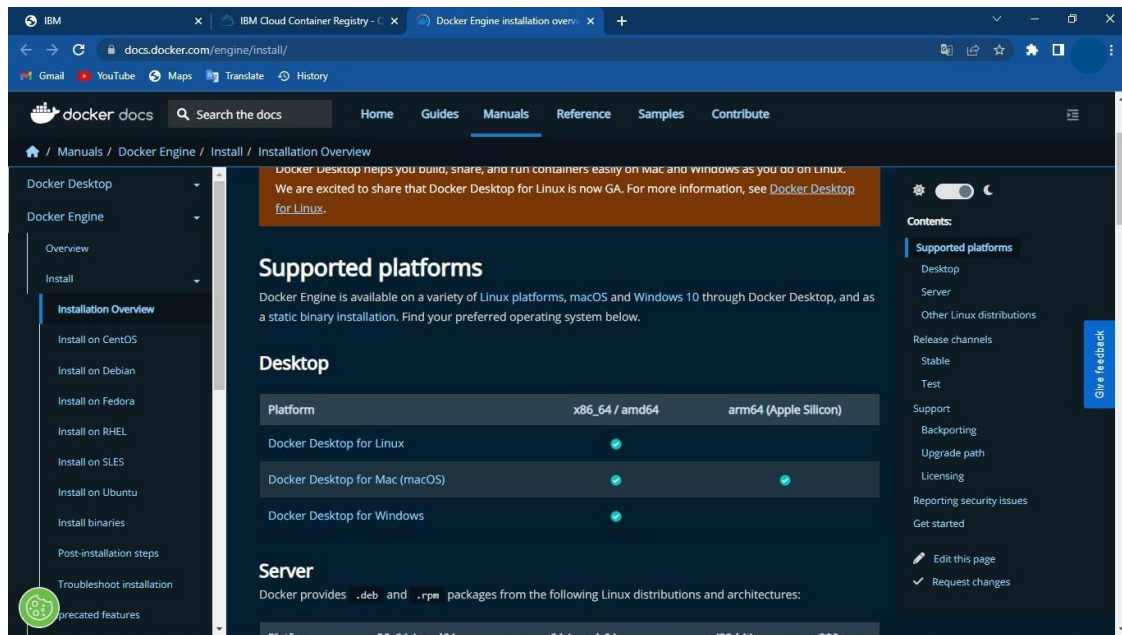 IBM
IBM Cloud Container Registry - C
Docker Engine installation overvi
docs.docker.com/engine/install/
Gmail
YouTube
Maps
Translate
History
docker docs
Search the docs
Home
Guides
Manuals
Reference
Samples
Contribute
/ Manuals / Docker Engine / Install / Installation Overview
Docker Desktop
Docker Engine
Overview
Install
Installation Overview
Install on CentOS
Install on Debian
Install on Fedora
Install on RHEL
Install on SLES
Install on Ubuntu
Install binaries
Post-installation steps
Troubleshoot installation
precated features
Docker Desktop helps you build, share, and run containers easily on Mac and Windows as you do on Linux.
We are excited to share that Docker Desktop for Linux is now GA. For more information, see Docker Desktop
for Linux.
Supported platforms
Docker Engine is available on a variety of Linux platforms, macOS and Windows 10 through Docker Desktop, and as
a static binary installation. Find your preferred operating system below.
Desktop
Platform x86_64 / amd64 arm64 (Apple Silicon)
Docker Desktop for Linux
Docker Desktop for Mac (macOS)
Docker Desktop for Windows
Server
Docker provides .deb and .rpm packages from the following Linux distributions and architectures:
Contents:
Supported platforms
Desktop
Server
Other Linux distributions
Release channels
Stable
Test
Support
Backporting
Upgrade path
Licensing
Reporting security issues
Get started
Edit this page
Request changes
Give feedback